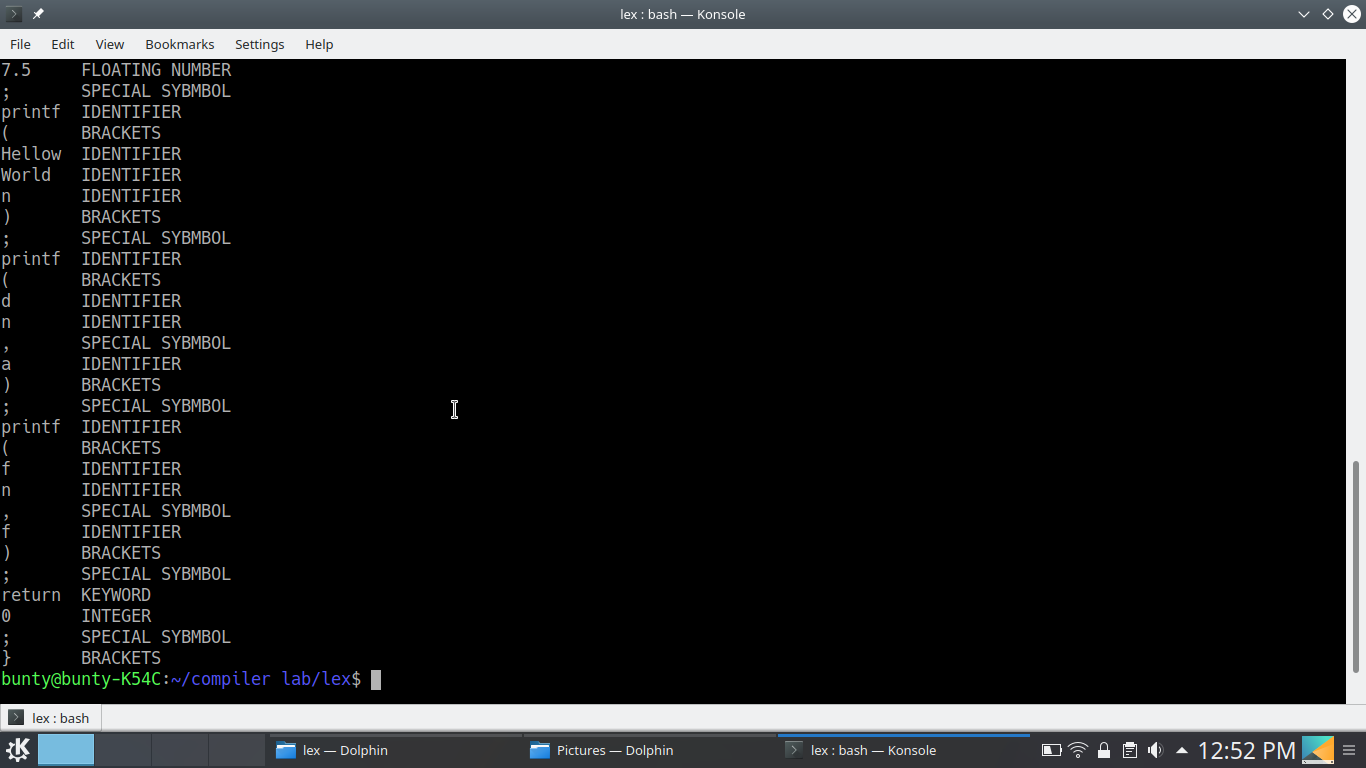 lex : bash — Konsole
File Edit View Bookmarks Settings Help
7.5 FLOATING NUMBER
; SPECIAL SYBMBOL
printf IDENTIFIER
( BRACKETS
Hellow IDENTIFIER
World IDENTIFIER
n IDENTIFIER
) BRACKETS
; SPECIAL SYBMBOL
printf IDENTIFIER
( BRACKETS
d IDENTIFIER
n IDENTIFIER
, SPECIAL SYBMBOL
a IDENTIFIER
) BRACKETS
; SPECIAL SYBMBOL
printf IDENTIFIER
( BRACKETS
f IDENTIFIER
n IDENTIFIER
, SPECIAL SYBMBOL
f IDENTIFIER
) BRACKETS
; SPECIAL SYBMBOL
return KEYWORD
0 INTEGER
; SPECIAL SYBMBOL
} BRACKETS
bunty@bunty-K54C:~/compiler lab/lex$
lex : bash
lex — Dolphin Pictures — Dolphin lex : bash — Konsole 12:52 PM